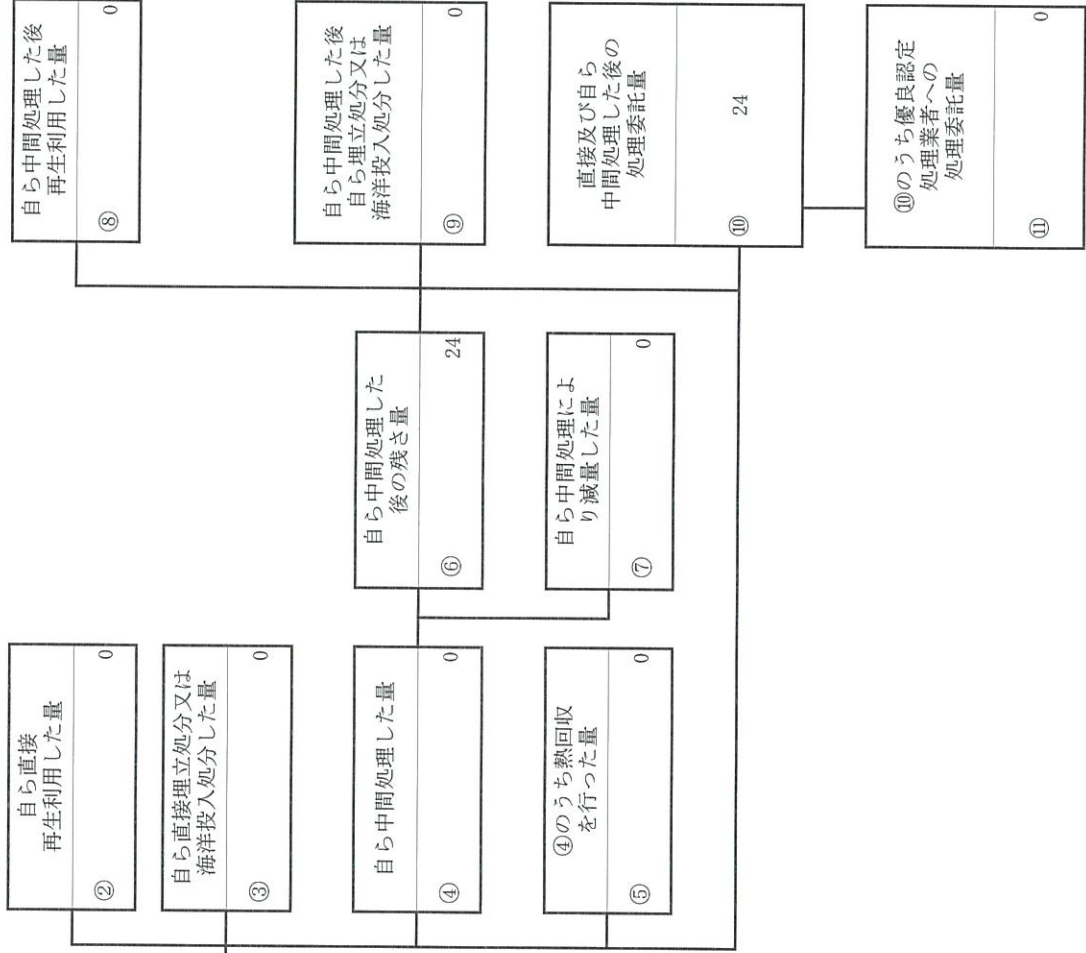 自ら直接
再生利用した量
②
0
自ら直接埋立処分又は
海洋投入処分した量
③
0
自ら中間処理した量
④
0
④のうち熱回収
を行った量
⑤
0
自ら中間処理した
後の残さ量
⑥
24
自ら中間処理によ
り減量した量
⑦
0
自ら中間処理した後
再生利用した量
⑧
0
自ら中間処理した後
自ら埋立処分又は
海洋投入処分した量
⑨
0
直接及び自ら
中間処理した後の
処理委託量
⑩
24
⑩のうち優良認定
処理業者への
処理委託量
⑪
0